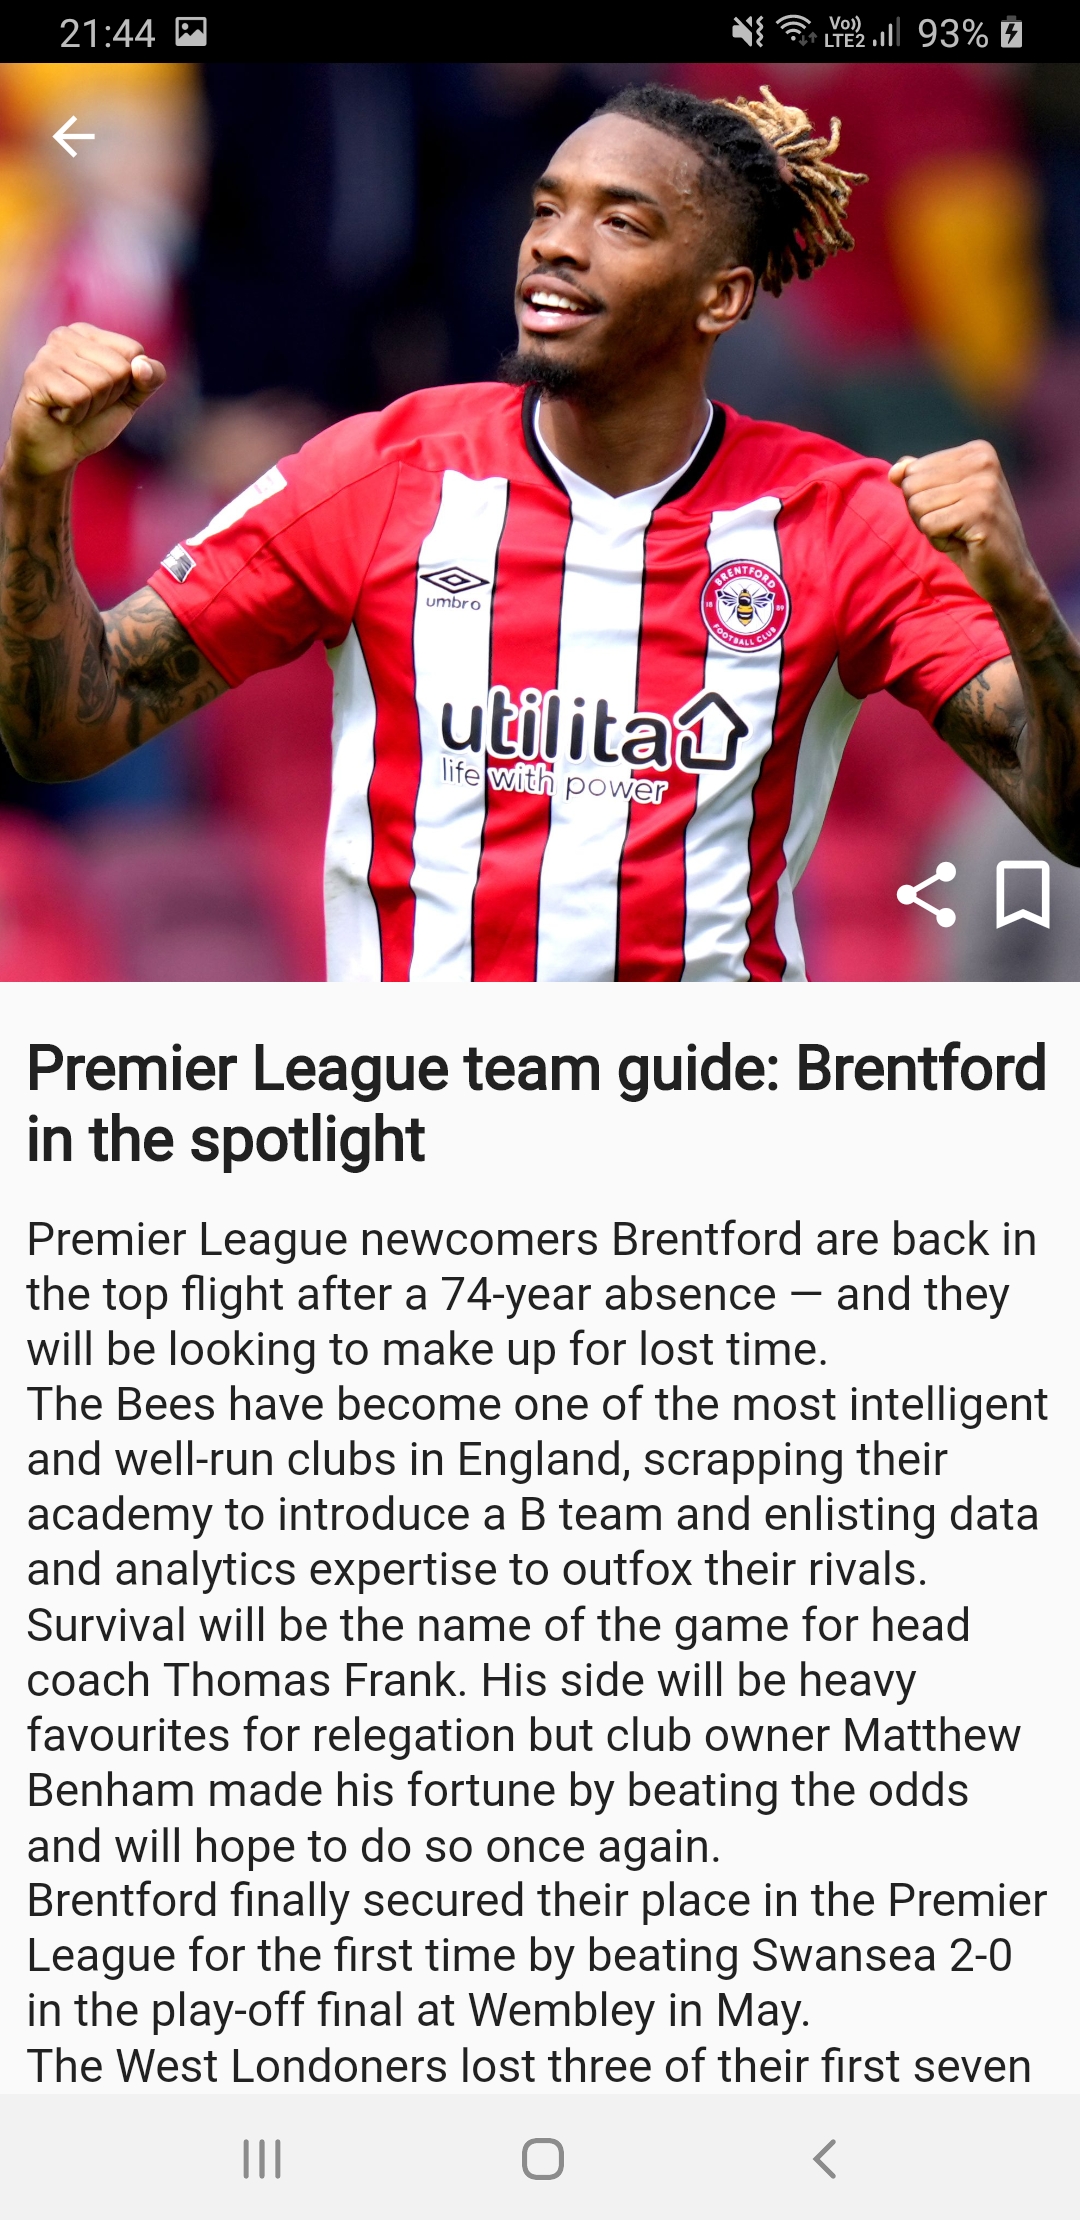 21:44
Vo))
LTE2
93%
umbro
BRENTFORD
18 89
FOOTBALL CLUB
utilita
life with power
Premier League team guide: Brentford
in the spotlight
Premier League newcomers Brentford are back in
the top flight after a 74-year absence — and they
will be looking to make up for lost time.
The Bees have become one of the most intelligent
and well-run clubs in England, scrapping their
academy to introduce a B team and enlisting data
and analytics expertise to outfox their rivals.
Survival will be the name of the game for head
coach Thomas Frank. His side will be heavy
favourites for relegation but club owner Matthew
Benham made his fortune by beating the odds
and will hope to do so once again.
Brentford finally secured their place in the Premier
League for the first time by beating Swansea 2-0
in the play-off final at Wembley in May.
The West Londoners lost three of their first seven